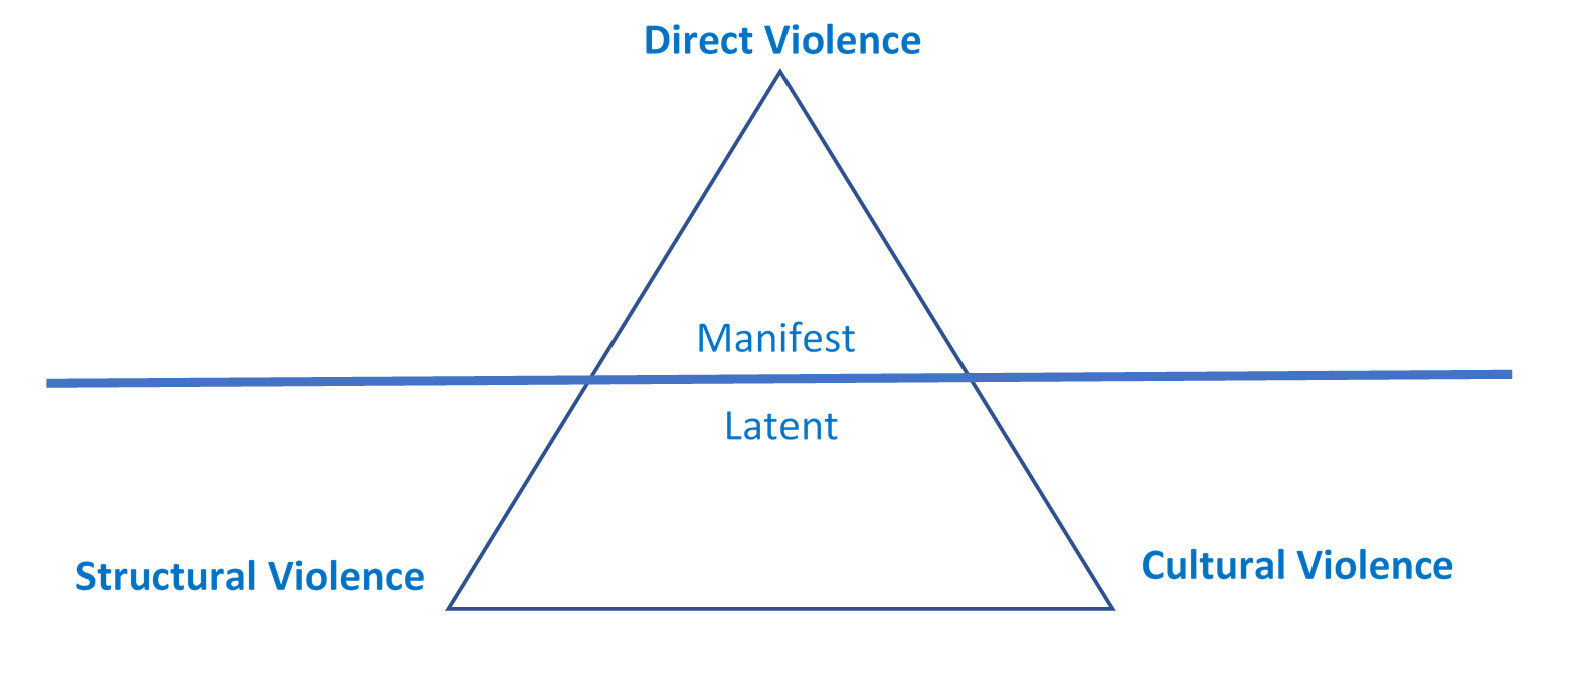 Direct Violence
Manifest
Latent
Structural Violence
Cultural Violence